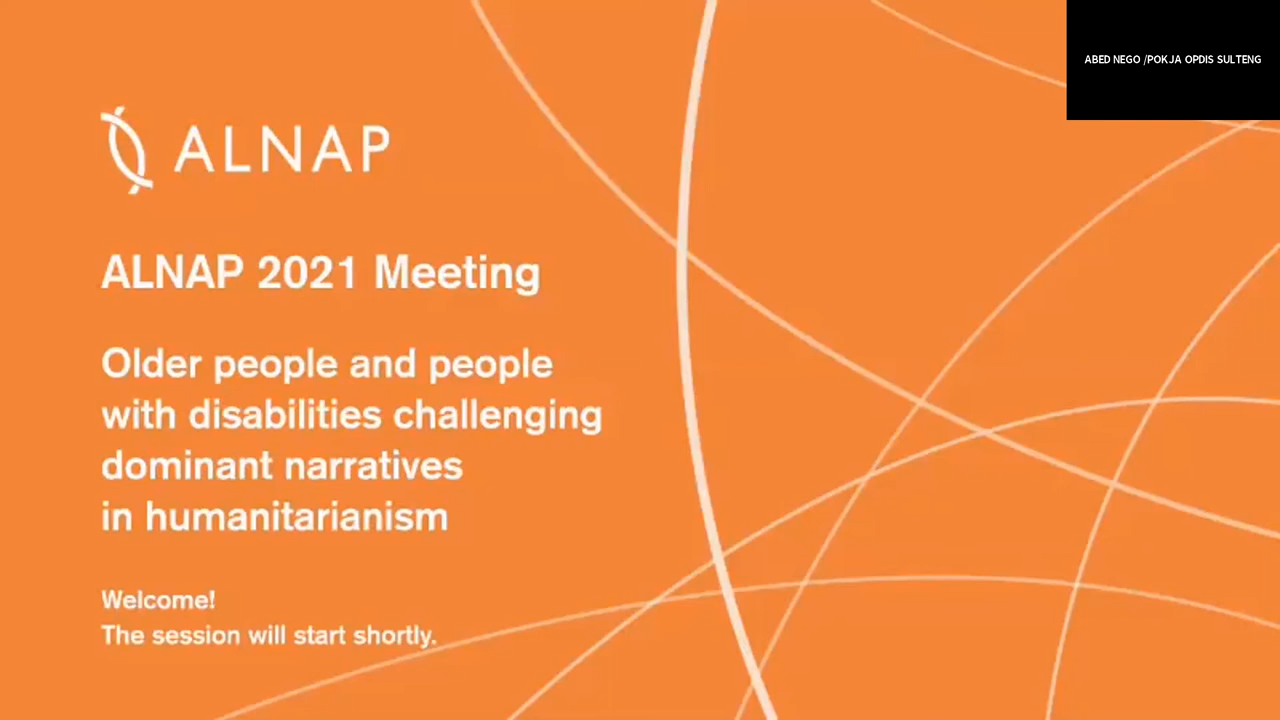 ABED NEGO /POKJA OPDIS SULTENG
ALNAP
ALNAP 2021 Meeting
Older people and people
with disabilities challenging
dominant narratives
in humanitarianism
Welcome!
The session will start shortly.